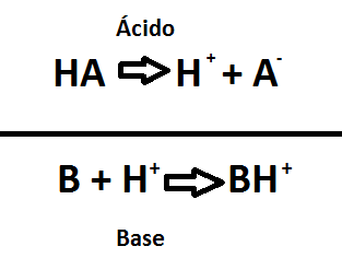 Ácido
HA ⇨ H⁺ + A⁻
B + H⁺ ⇨ BH⁺
Base